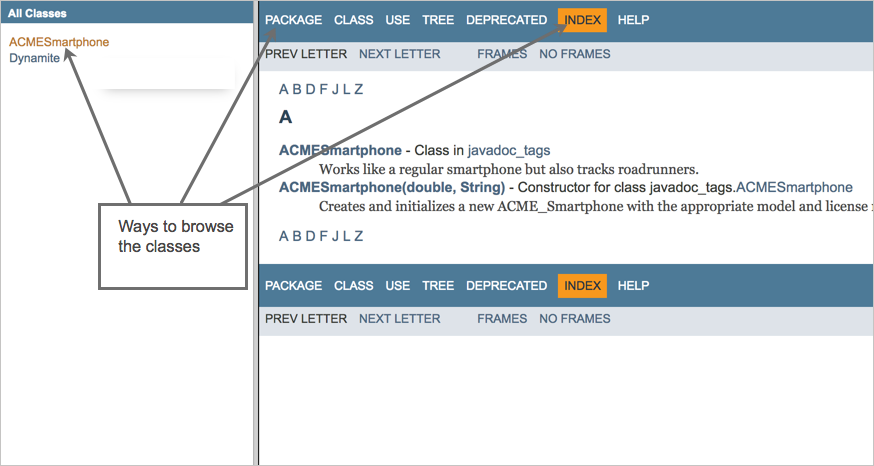 All Classes
ACMESmartphone
Dynamite
Ways to browse
the classes
PACKAGE CLASS USE TREE DEPRECATED INDEX HELP
PREV LETTER NEXT LETTER FRAMES NO FRAMES
A B D F J L Z
A
ACMESmartphone - Class in javadoc_tags
Works like a regular smartphone but also tracks roadrunners.
ACMESmartphone(double, String) - Constructor for class javadoc_tags.ACMESmartphone
Creates and initializes a new ACME_Smartphone with the appropriate model and license
A B D F J L Z
PACKAGE CLASS USE TREE DEPRECATED INDEX HELP
PREV LETTER NEXT LETTER FRAMES NO FRAMES